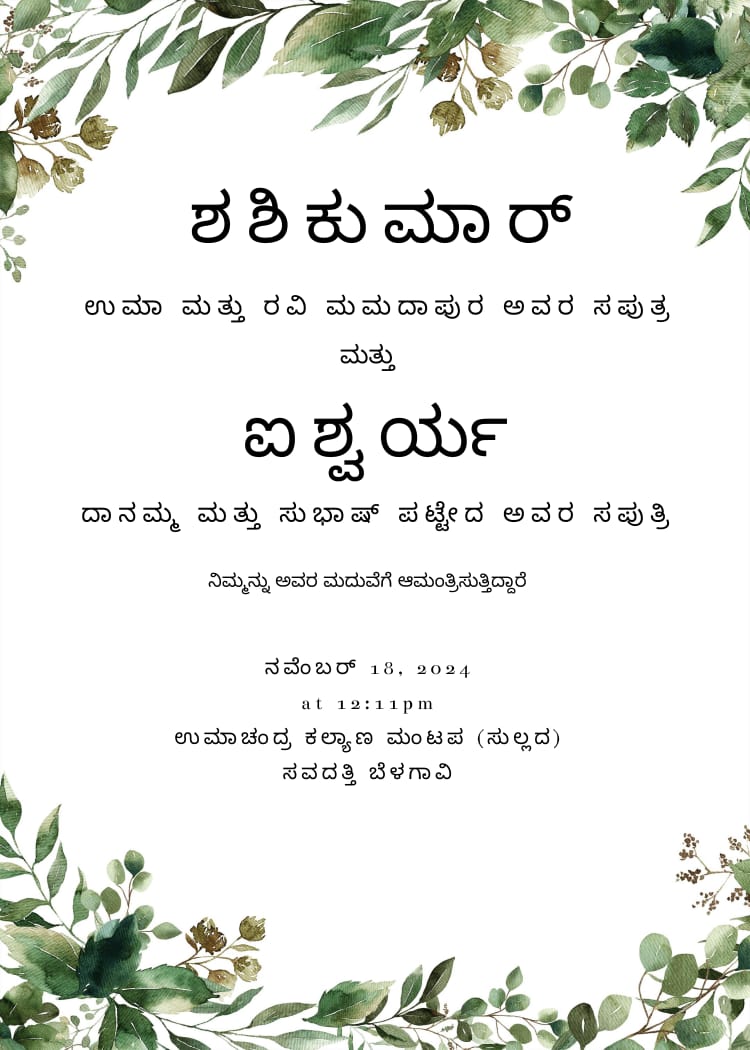 ಶಶಿಕುಮಾರ್
ಉಮಾ ಮತ್ತು ರವಿ ಮಮದಾಪುರ ಅವರ ಸಪುತ್ರ
ಮತ್ತು
ಐಶ್ವರ್ಯ
ದಾನಮ್ಮ ಮತ್ತು ಸುಭಾಷ್ ಪಟ್ಟೇದ ಅವರ ಸಪುತ್ರಿ
ನಿಮ್ಮನ್ನು ಅವರ ಮದುವೆಗೆ ಆಮಂತ್ರಿಸುತ್ತಿದ್ದಾರೆ
ನವೆಂಬರ್ 18, 2024
at 12:11pm
ಉಮಾಚಂದ್ರ ಕಲ್ಯಾಣ ಮಂಟಪ (ಸುಲ್ಲದ)
ಸವದತ್ತಿ ಬೆಳಗಾವಿ